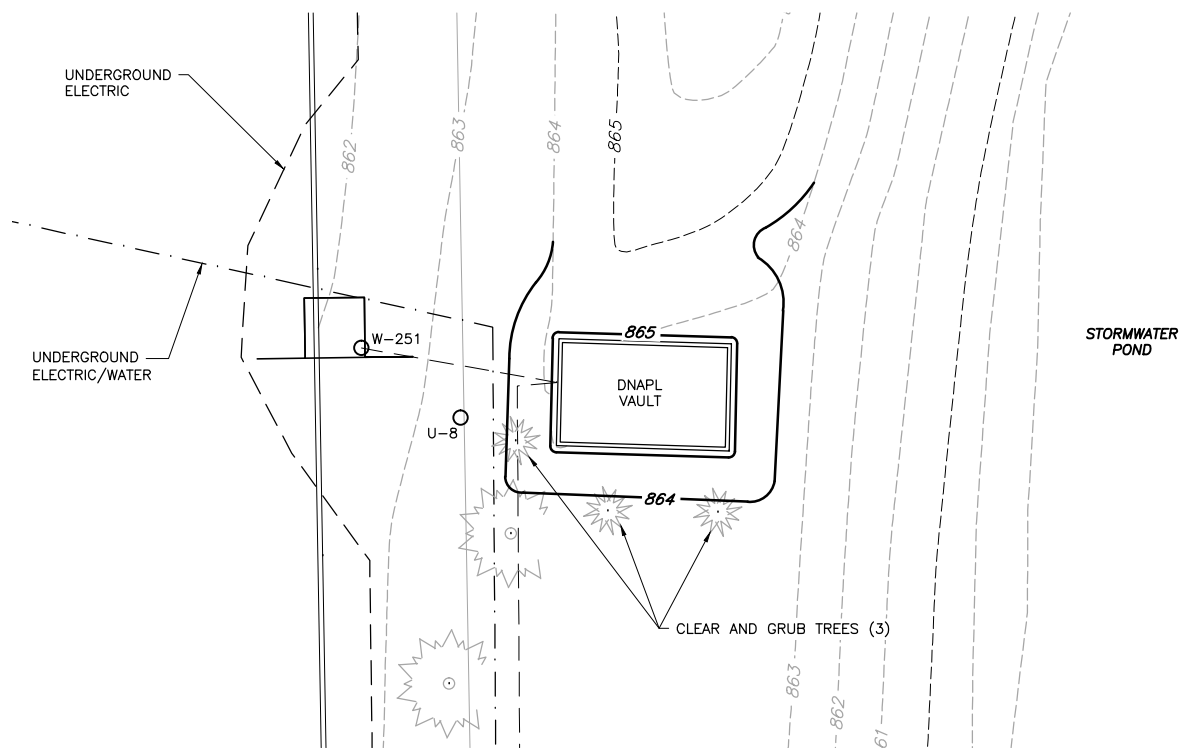 UNDERGROUND
ELECTRIC
862
863
864
865
864
W-251
865
STORMWATER
POND
UNDERGROUND
ELECTRIC/WATER
DNAPL
VAULT
U-8
864
CLEAR AND GRUB TREES (3)
863
862
61